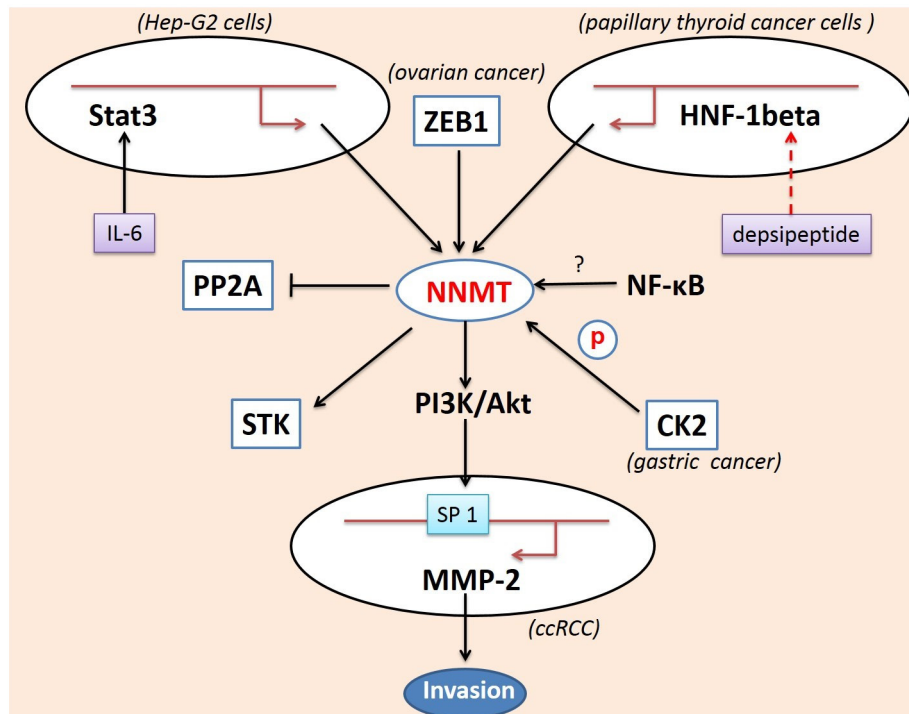 (Hep-G2 cells)
(papillary thyroid cancer cells )
(ovarian cancer)
Stat3
ZEB1
HNF-1beta
IL-6
depsipeptide
PP2A
NNMT
?
NF-κB
p
STK
PI3K/Akt
CK2
(gastric cancer)
SP 1
MMP-2
(ccRCC)
Invasion